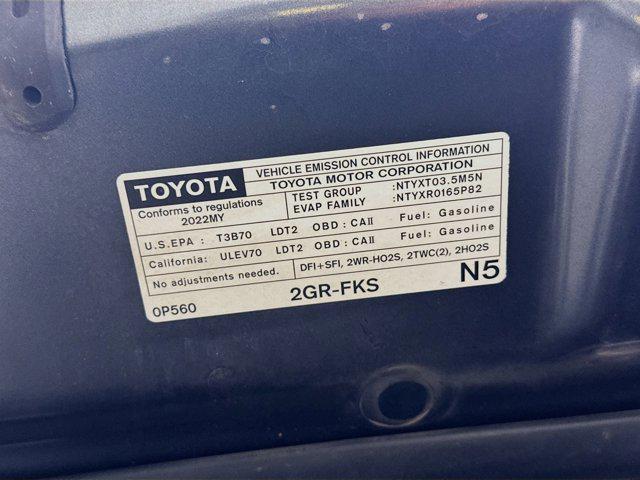 TOYOTA
VEHICLE EMISSION CONTROL INFORMATION
TOYOTA MOTOR CORPORATION
Conforms to regulations
2022MY
TEST GROUP :NTYXT03.5M5N
EVAP FAMILY :NTYXR0165P82
U.S.EPA : T3B70 LDT2 OBD : CAII Fuel: Gasoline
California: ULEV70 LDT2 OBD : CAII Fuel: Gasoline
No adjustments needed. DFI+SFI, 2WR-HO2S, 2TWC(2), 2HO2S
0P560 2GR-FKS N5